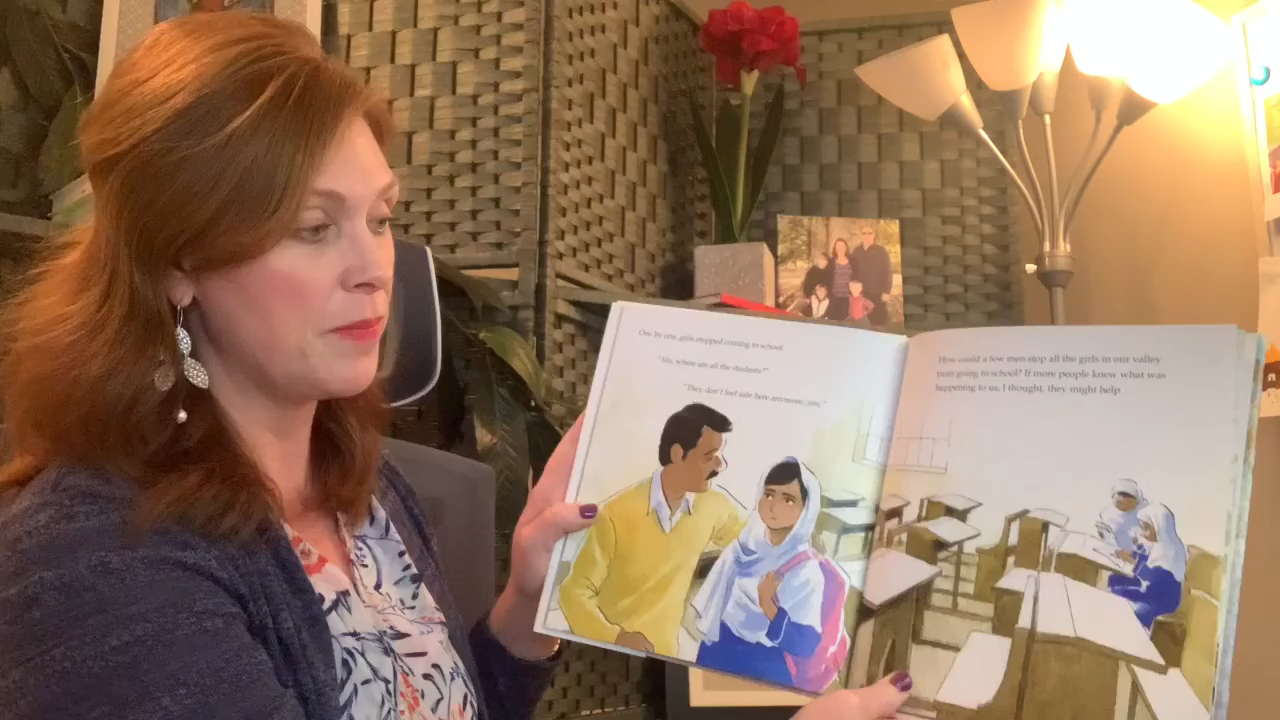 One by one, girls stopped coming to school.
"Aba, where are all the students?"
"They don't feel safe here anymore, jani."
How could a few men stop all the girls in our valley
from going to school? If more people knew what was
happening to us, I thought, they might help